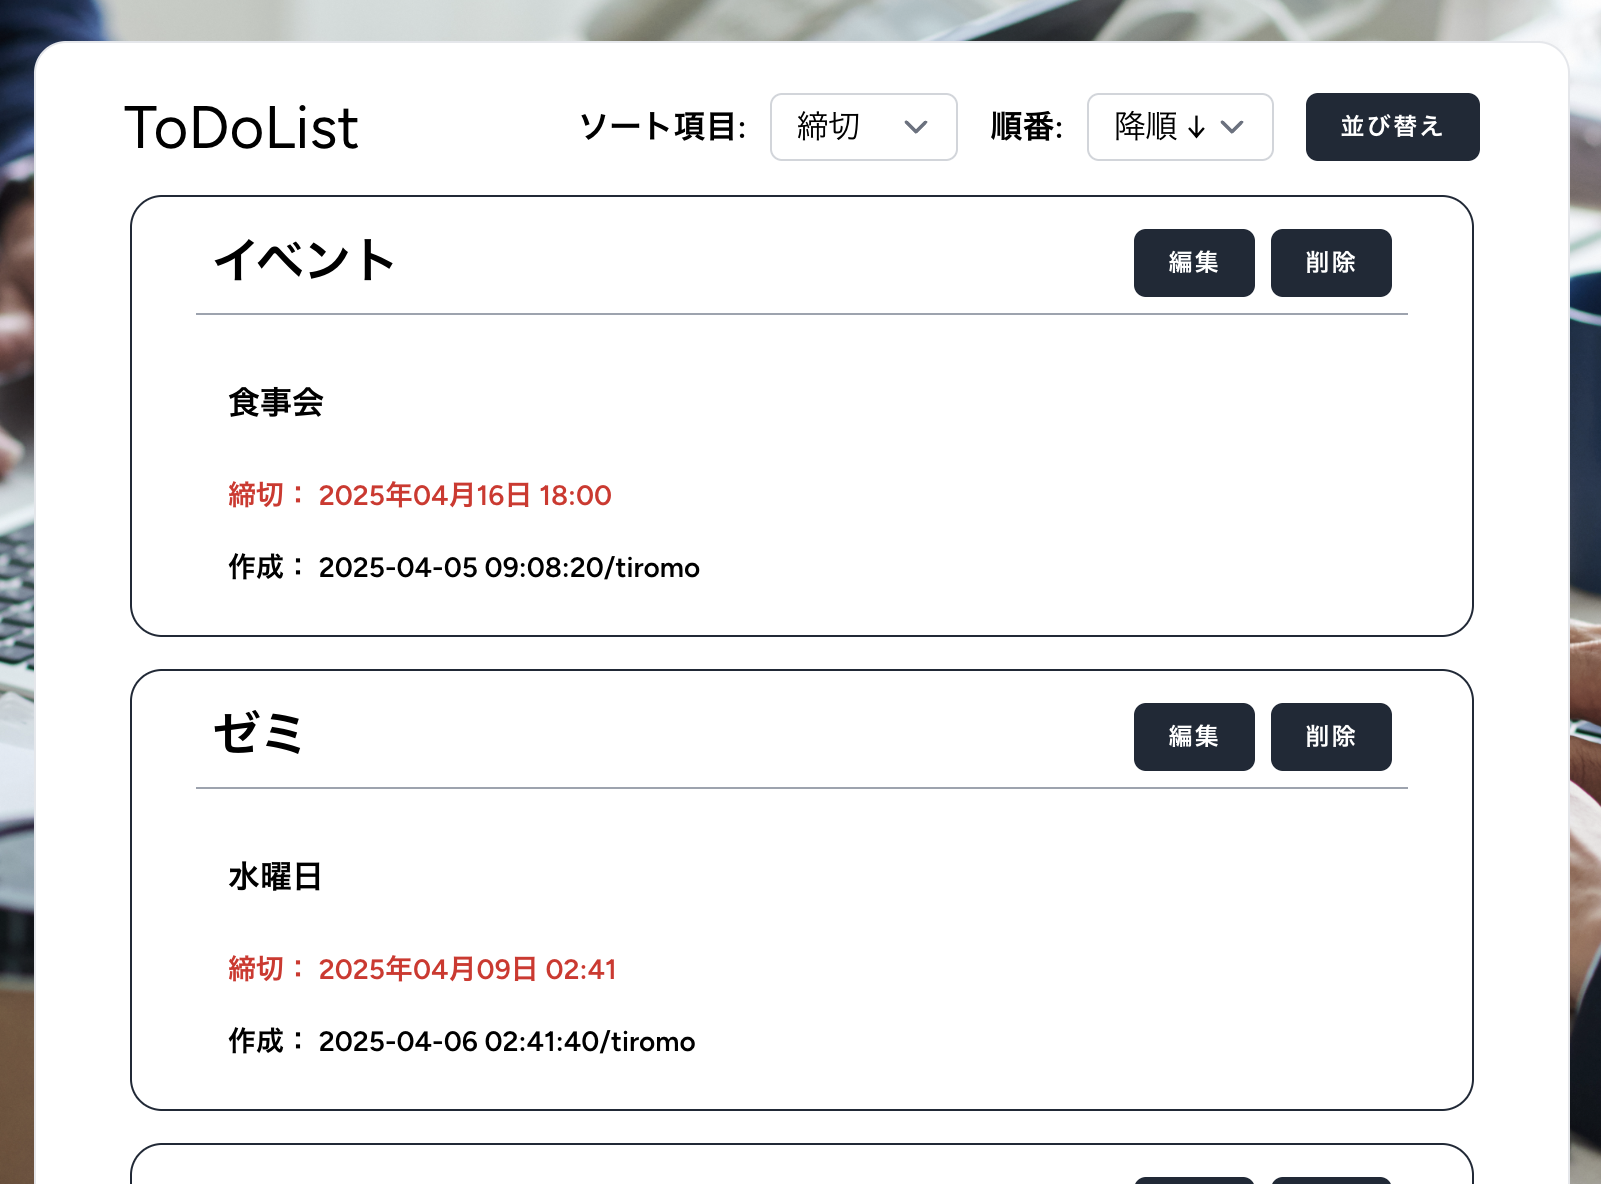 ToDoList
ソート項目: 締切 順番: 降順 ↓ 並び替え
イベント 編集 削除
食事会
締切： 2025年04月16日 18:00
作成： 2025-04-05 09:08:20/tiromo
ゼミ 編集 削除
水曜日
締切： 2025年04月09日 02:41
作成： 2025-04-06 02:41:40/tiromo